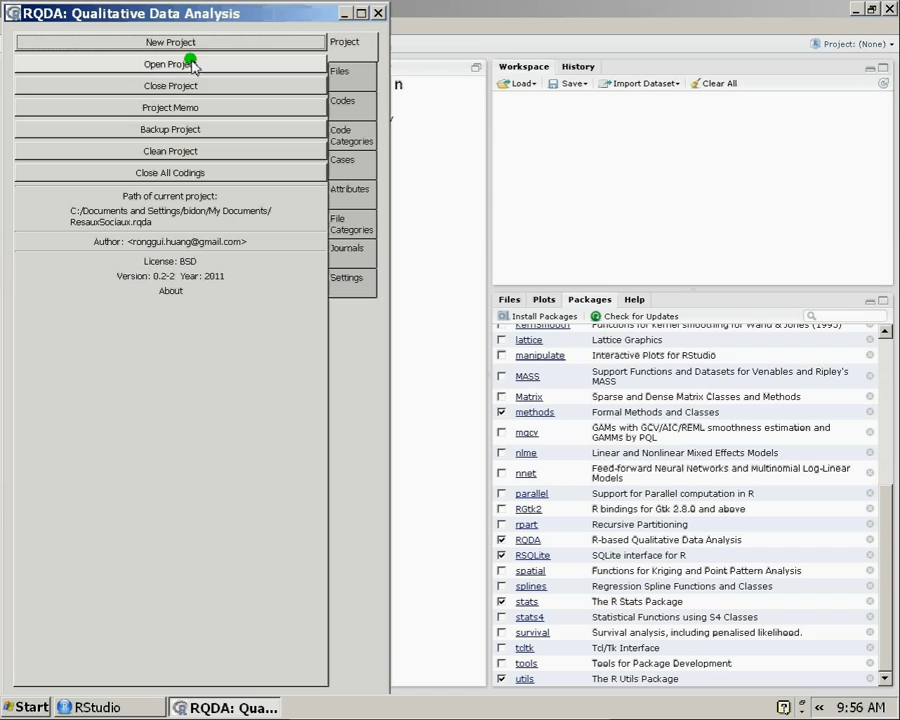 RQDA: Qualitative Data Analysis
New Project
Open Proje
Close Project
Project Memo
Backup Project
Clean Project
Close All Codings
Path of current project:
C:/Documents and Settings/bidon/My Documents/
ResauxSociaux.rqda
Author: <ronggui.huang@gmail.com>
License: BSD
Version: 0.2-2 Year: 2011
About
Project
Files
Codes
Code
Categories
Cases
Attributes
File
Categories
Journals
Settings
n
Project: (None)
Workspace History
Load Save Import Dataset Clear All
Files Plots Packages Help
Install Packages Check for Updates
KernSmooth Functions for kernel smoothing for Wand & Jones (1995)
lattice Lattice Graphics
manipulate Interactive Plots for RStudio
MASS Support Functions and Datasets for Venables and Ripley's
MASS
Matrix Sparse and Dense Matrix Classes and Methods
methods Formal Methods and Classes
mgcv GAMs with GCV/AIC/REML smoothness estimation and
GAMMs by PQL
nlme Linear and Nonlinear Mixed Effects Models
nnet Feed-forward Neural Networks and Multinomial Log-Linear
Models
parallel Support for Parallel computation in R
RGtk2 R bindings for Gtk 2.8.0 and above
rpart Recursive Partitioning
RQDA R-based Qualitative Data Analysis
RSQLite SQLite interface for R
spatial Functions for Kriging and Point Pattern Analysis
splines Regression Spline Functions and Classes
stats The R Stats Package
stats4 Statistical Functions using S4 Classes
survival Survival analysis, including penalised likelihood.
tcltk Tcl/Tk Interface
tools Tools for Package Development
utils The R Utils Package
Start RStudio RQDA: Qua... 9:56 AM